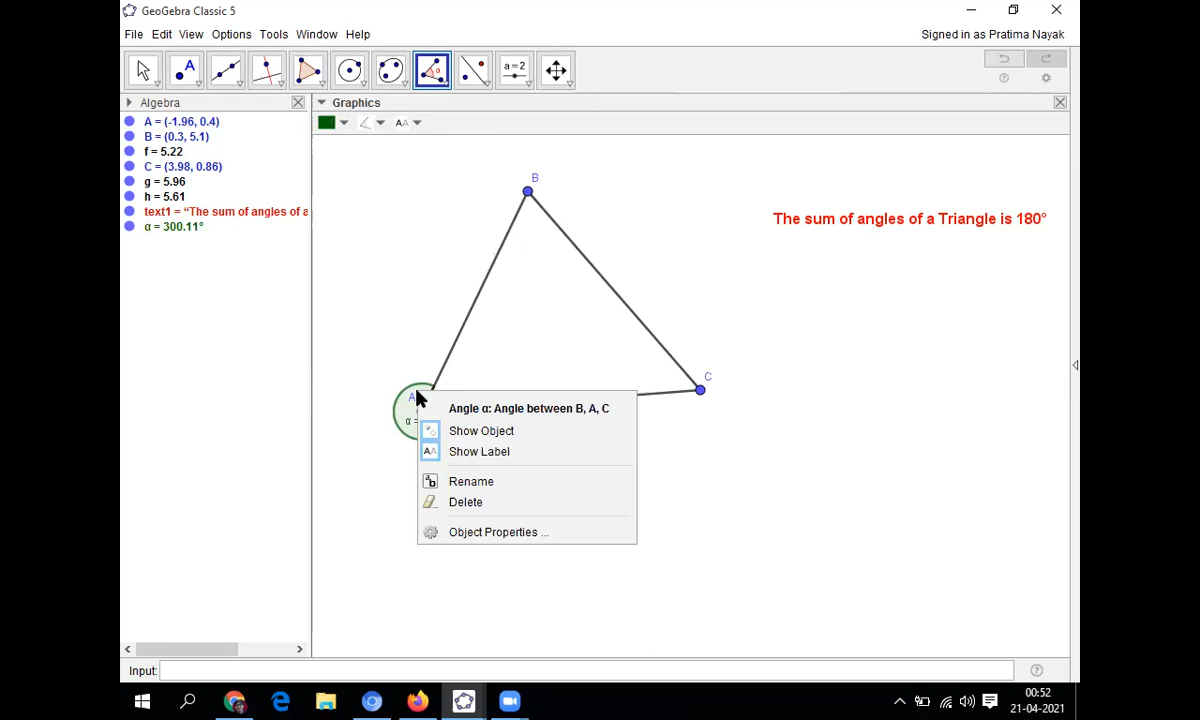 GeoGebra Classic 5
File Edit View Options Tools Window Help
Signed in as Pratima Nayak
A
α
a=2
Algebra
Graphics
AA
A = (-1.96, 0.4)
B = (0.3, 5.1)
f = 5.22
C = (3.98, 0.86)
g = 5.96
h = 5.61
text1 = “The sum of angles of a
α = 300.11°
B
The sum of angles of a Triangle is 180°
C
A
α =
Angle α: Angle between B, A, C
Show Object
AA Show Label
ab Rename
Delete
Object Properties ...
Input:
00:52
21-04-2021